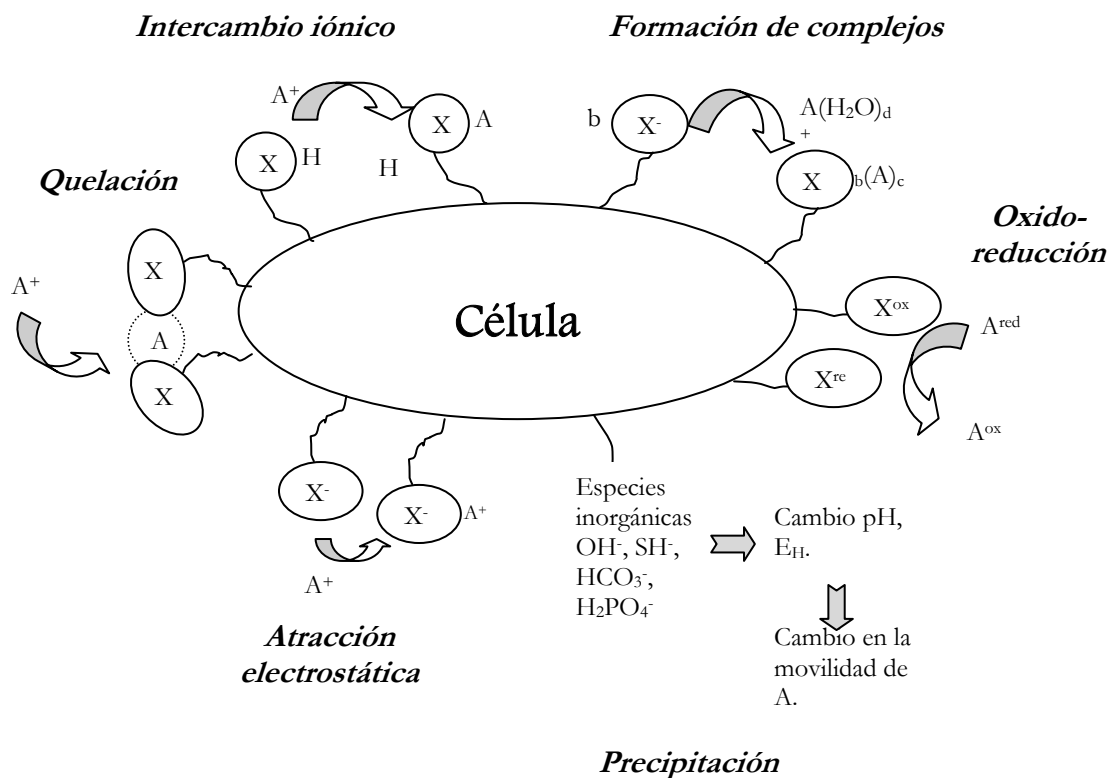 Intercambio iónico
Formación de complejos
A⁺
X
A
H
X
H
b
X⁻
A(H₂O)d
+
X
b(A)c
Quelación
A⁺
X
A
X
Oxido-
reducción
Xᵒˣ
Aʳᵉᵈ
Xʳᵉ
Aᵒˣ
Célula
X⁻
X⁻
A⁺
A⁺
Atracción
electrostática
Especies
inorgánicas
OH⁻, SH⁻,
HCO₃⁻,
H₂PO₄⁻
Cambio pH,
E_H.
Cambio en la
movilidad de
A.
Precipitación